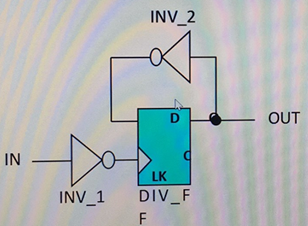 INV_2
D
OUT
IN
C
LK
INV_1
DIV_F
F